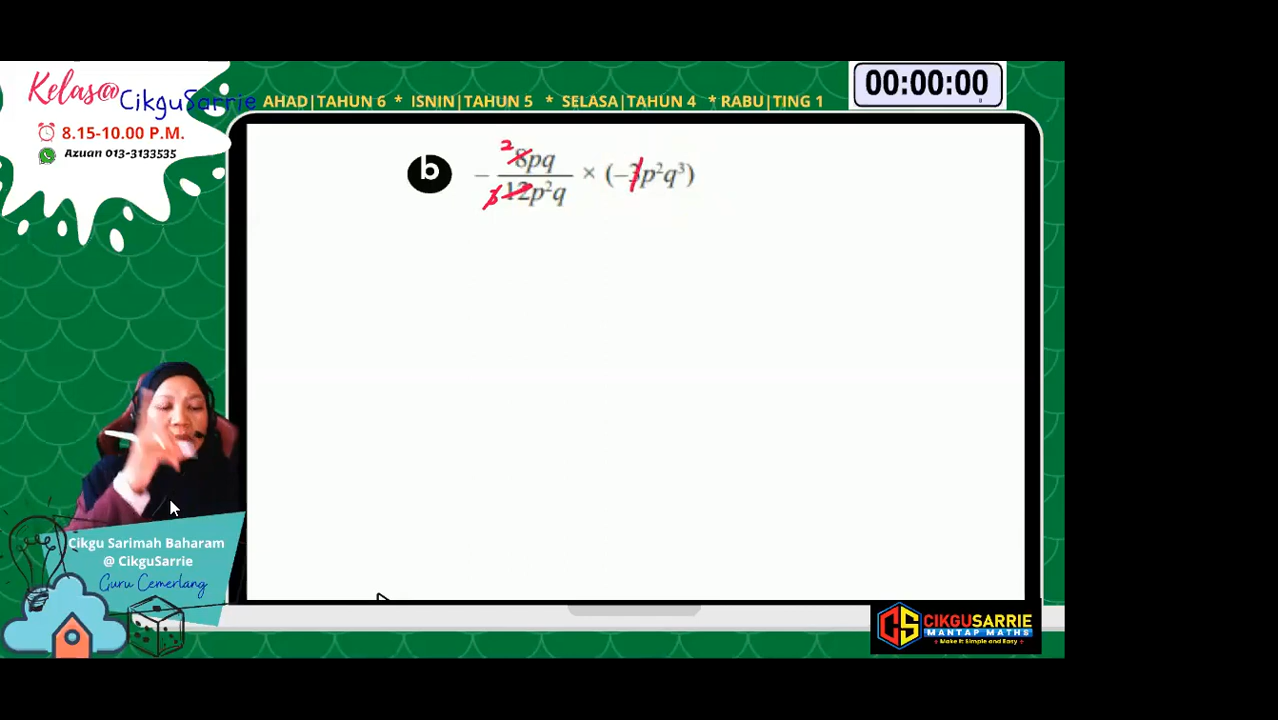 Kelas@CikguSarrie
8.15-10.00 P.M.
Azuan 013-3133535
AHAD|TAHUN 6 * ISNIN|TAHUN 5 * SELASA|TAHUN 4 * RABU|TING 1
00:00:00
b
2
− 8pq / 12p²q × (−3p²q³)
3
Cikgu Sarimah Baharam
@ CikguSarrie
Guru Cemerlang
CS CIKGUSARRIE
MANTAP MATHS
Make It Simple and Easy